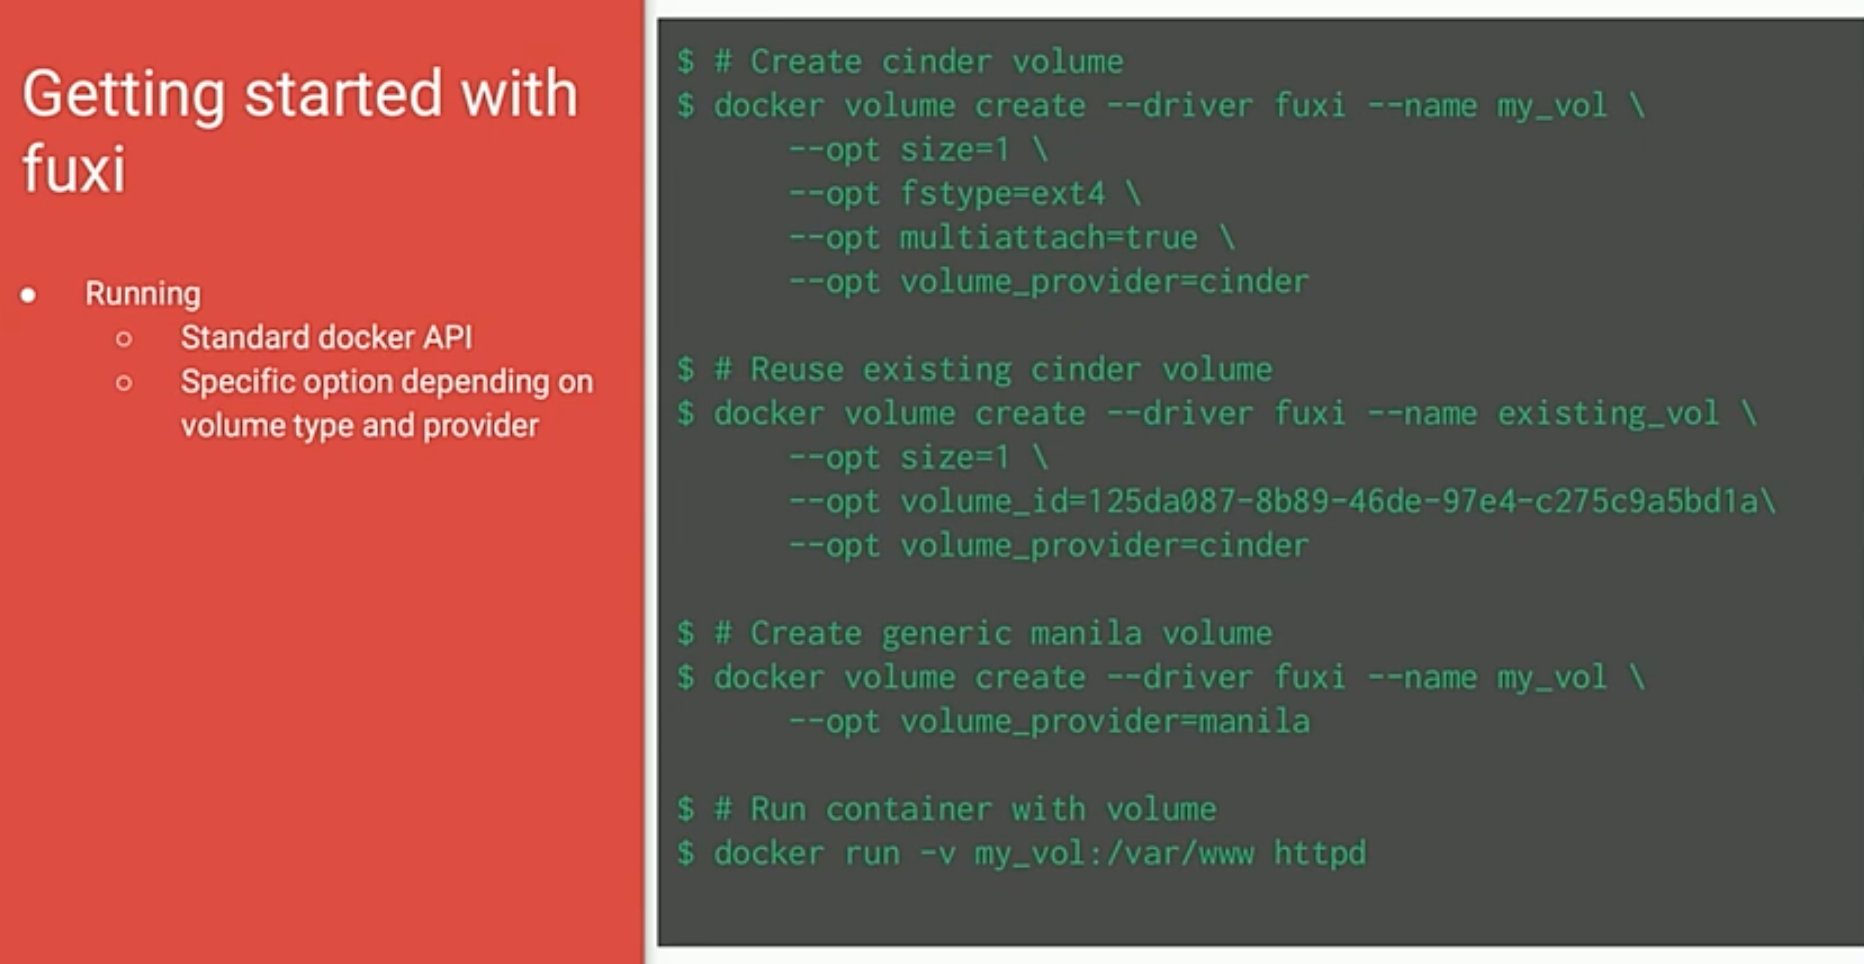 Getting started with
fuxi
● Running
○ Standard docker API
○ Specific option depending on
volume type and provider
$ # Create cinder volume
$ docker volume create --driver fuxi --name my_vol \
--opt size=1 \
--opt fstype=ext4 \
--opt multiattach=true \
--opt volume_provider=cinder
$ # Reuse existing cinder volume
$ docker volume create --driver fuxi --name existing_vol \
--opt size=1 \
--opt volume_id=125da087-8b89-46de-97e4-c275c9a5bd1a\
--opt volume_provider=cinder
$ # Create generic manila volume
$ docker volume create --driver fuxi --name my_vol \
--opt volume_provider=manila
$ # Run container with volume
$ docker run -v my_vol:/var/www httpd